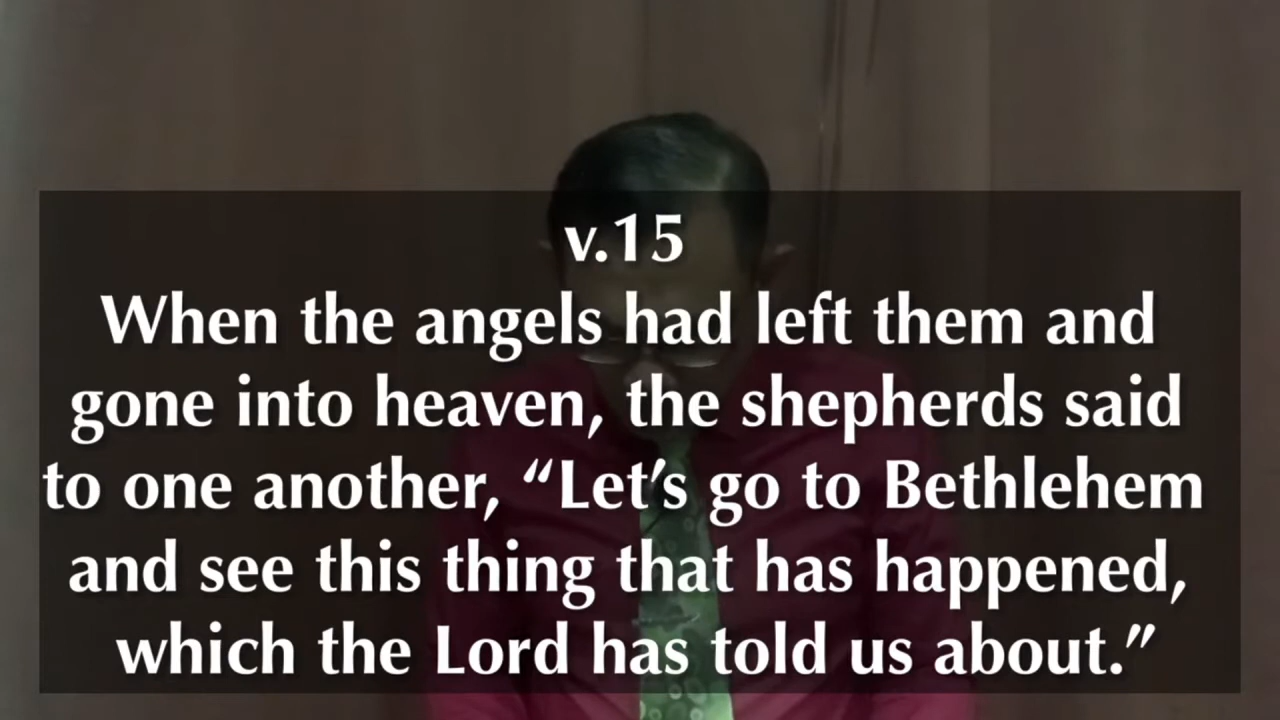 v.15
When the angels had left them and
gone into heaven, the shepherds said
to one another, “Let’s go to Bethlehem
and see this thing that has happened,
which the Lord has told us about.”